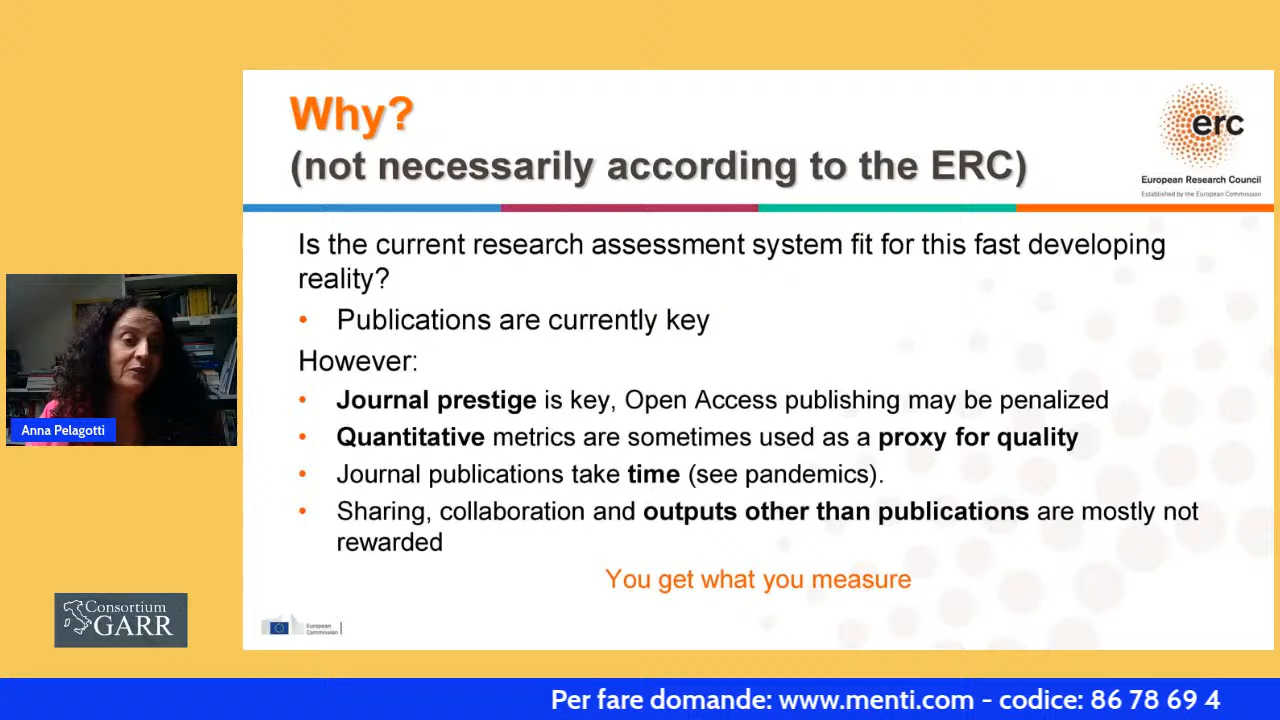 Why?
(not necessarily according to the ERC)
erc
European Research Council
Established by the European Commission
Is the current research assessment system fit for this fast developing
reality?
• Publications are currently key
However:
• Journal prestige is key, Open Access publishing may be penalized
• Quantitative metrics are sometimes used as a proxy for quality
• Journal publications take time (see pandemics).
• Sharing, collaboration and outputs other than publications are mostly not
rewarded
You get what you measure
European
Commission
Anna Pelagotti
Consortium
GARR
Per fare domande: www.menti.com - codice: 86 78 69 4